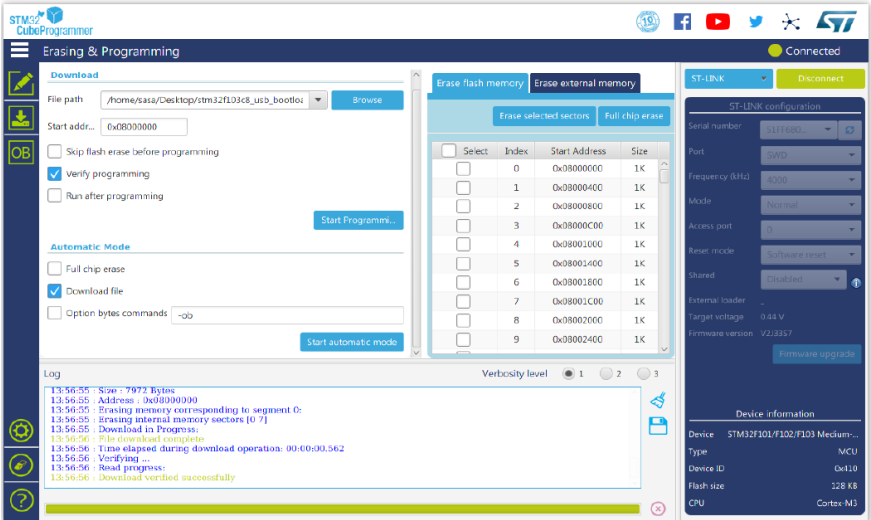 STM32
CubeProgrammer
10
Erasing & Programming
Connected
Download
File path /home/sasa/Desktop/stm32f103c8_usb_bootloa Browse
Start addr... 0x08000000
Skip flash erase before programming
Verify programming
Run after programming
Start Programmi...
Automatic Mode
Full chip erase
Download file
Option bytes commands -ob
Start automatic mode
OB
Erase flash memory Erase external memory
Erase selected sectors Full chip erase
Select Index Start Address Size
0 0x08000000 1K
1 0x08000400 1K
2 0x08000800 1K
3 0x08000C00 1K
4 0x08001000 1K
5 0x08001400 1K
6 0x08001800 1K
7 0x08001C00 1K
8 0x08002000 1K
9 0x08002400 1K
ST-LINK Disconnect
ST-LINK configuration
Serial number
Port SWD
Frequency (kHz) 4000
Mode Normal
Access port 0
Reset mode Software reset
Shared Disabled
External loader _
Target voltage 0.44 V
Firmware version V2J35S7
Firmware upgrade
Device information
Device STM32F101/F102/F103 Medium-...
Type MCU
Device ID 0x410
Flash size 128 KB
CPU Cortex-M3
Log
Verbosity level 1 2 3
13:56:55 : Size : 7972 Bytes
13:56:55 : Address : 0x08000000
13:56:55 : Erasing memory corresponding to segment 0:
13:56:55 : Erasing internal memory sectors [0 7]
13:56:55 : Download in Progress:
13:56:56 : File download complete
13:56:56 : Time elapsed during download operation: 00:00:00.562
13:56:56 : Verifying ...
13:56:56 : Read progress:
13:56:56 : Download verified successfully